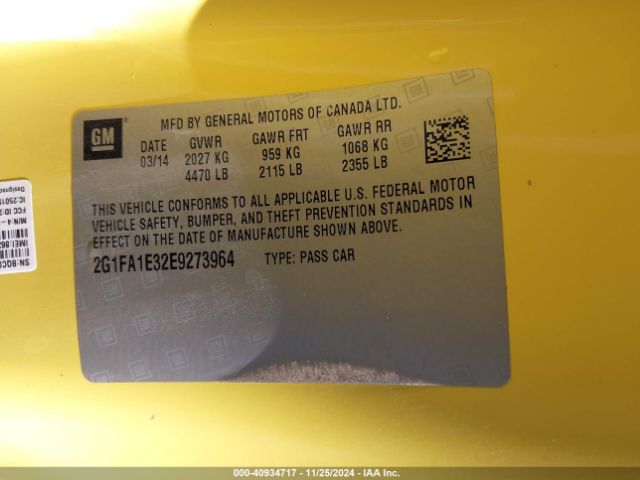 GM
MFD BY GENERAL MOTORS OF CANADA LTD.
DATE GVWR GAWR FRT GAWR RR
03/14 2027 KG 959 KG 1068 KG
4470 LB 2115 LB 2355 LB
THIS VEHICLE CONFORMS TO ALL APPLICABLE U.S. FEDERAL MOTOR
VEHICLE SAFETY, BUMPER, AND THEFT PREVENTION STANDARDS IN
EFFECT ON THE DATE OF MANUFACTURE SHOWN ABOVE.
2G1FA1E32E9273964 TYPE: PASS CAR
000-40934717 - 11/25/2024 -